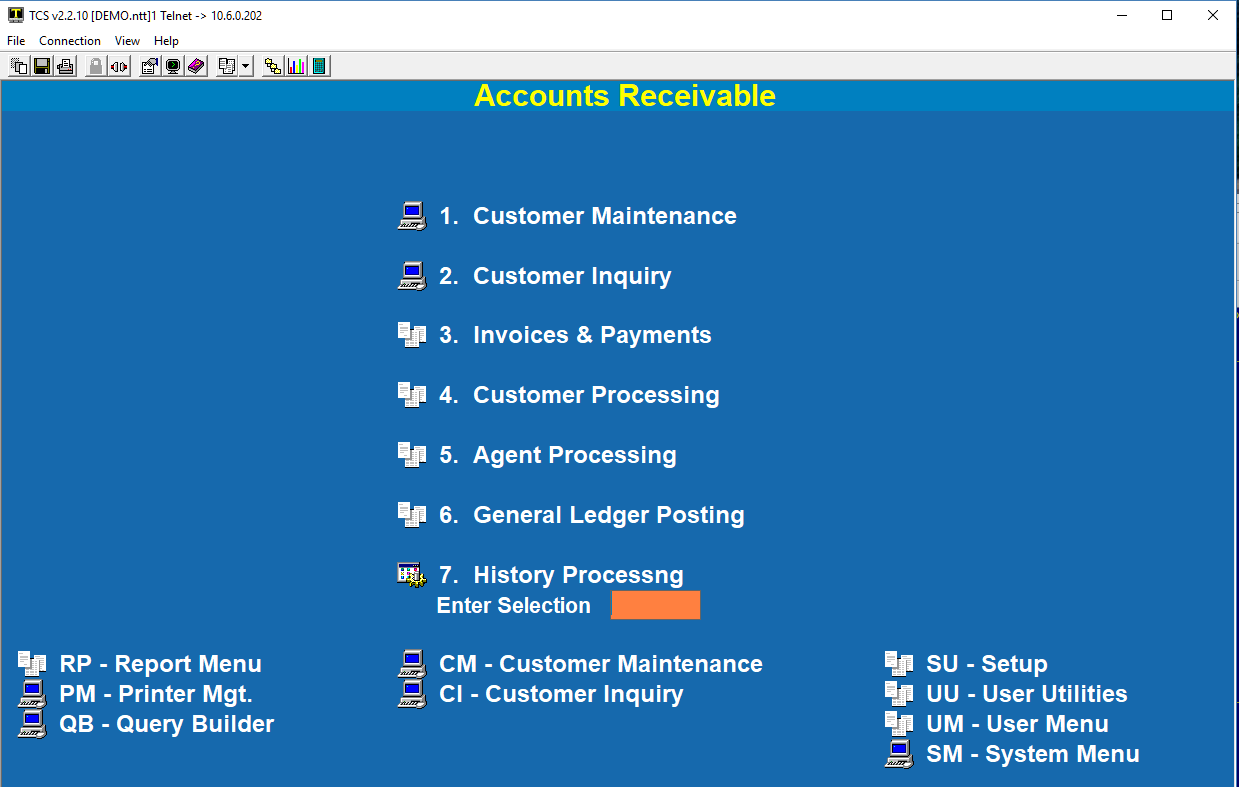 TCS v2.2.10 [DEMO.ntt]1 Telnet -> 10.6.0.202
File Connection View Help
Accounts Receivable
1. Customer Maintenance
2. Customer Inquiry
3. Invoices & Payments
4. Customer Processing
5. Agent Processing
6. General Ledger Posting
7. History Processng
Enter Selection
RP - Report Menu
PM - Printer Mgt.
QB - Query Builder
CM - Customer Maintenance
CI - Customer Inquiry
SU - Setup
UU - User Utilities
UM - User Menu
SM - System Menu